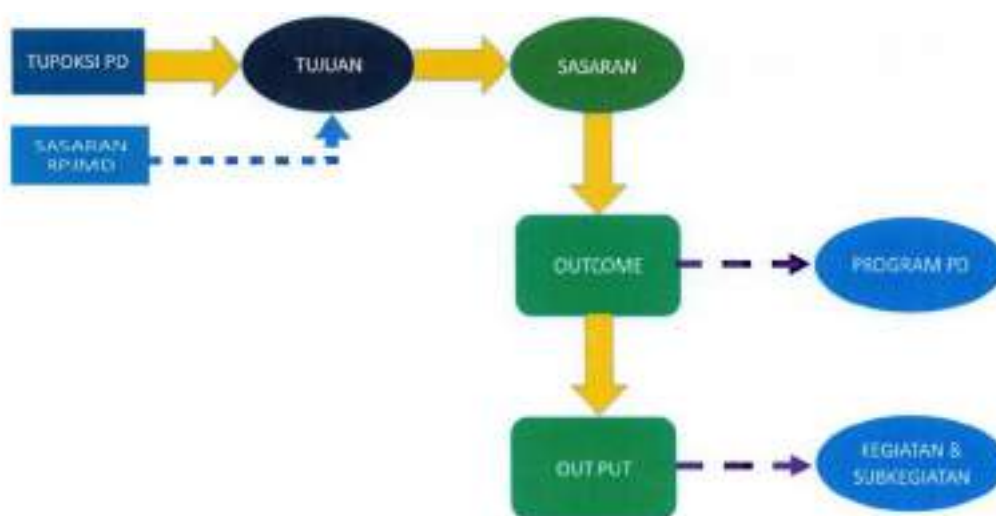 TUPOKSI PD
TUJUAN
SASARAN
SASARAN
RPJMD
OUTCOME
PROGRAM PD
OUT PUT
KEGIATAN &
SUBKEGIATAN